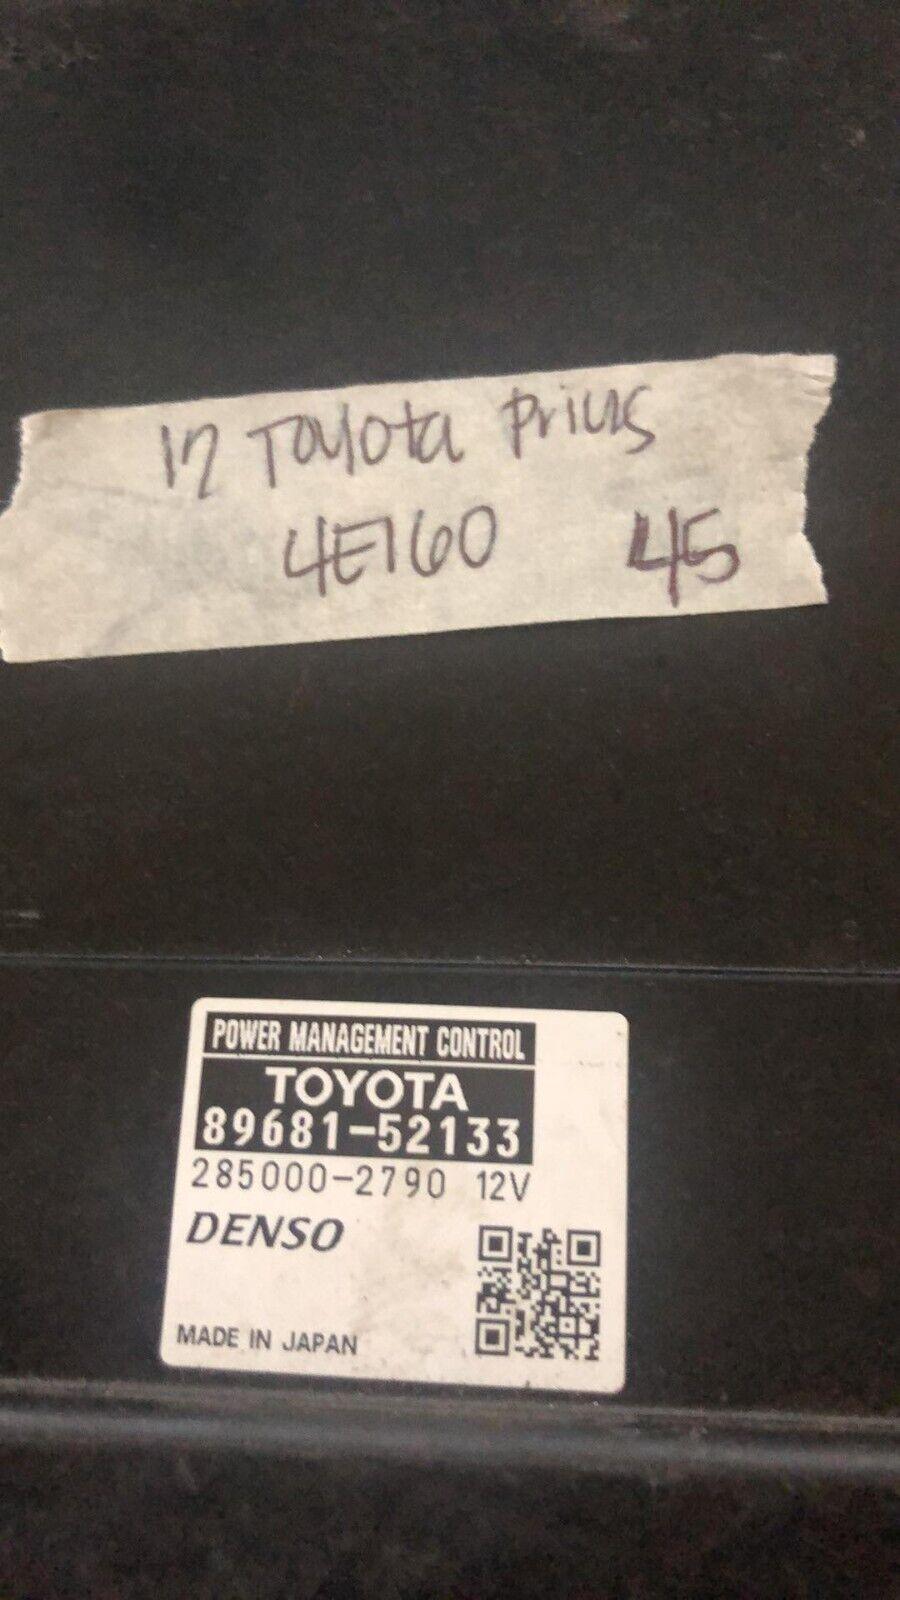 12 Toyota Prius
4E160 45
POWER MANAGEMENT CONTROL
TOYOTA
89681-52133
285000-2790 12V
DENSO
MADE IN JAPAN